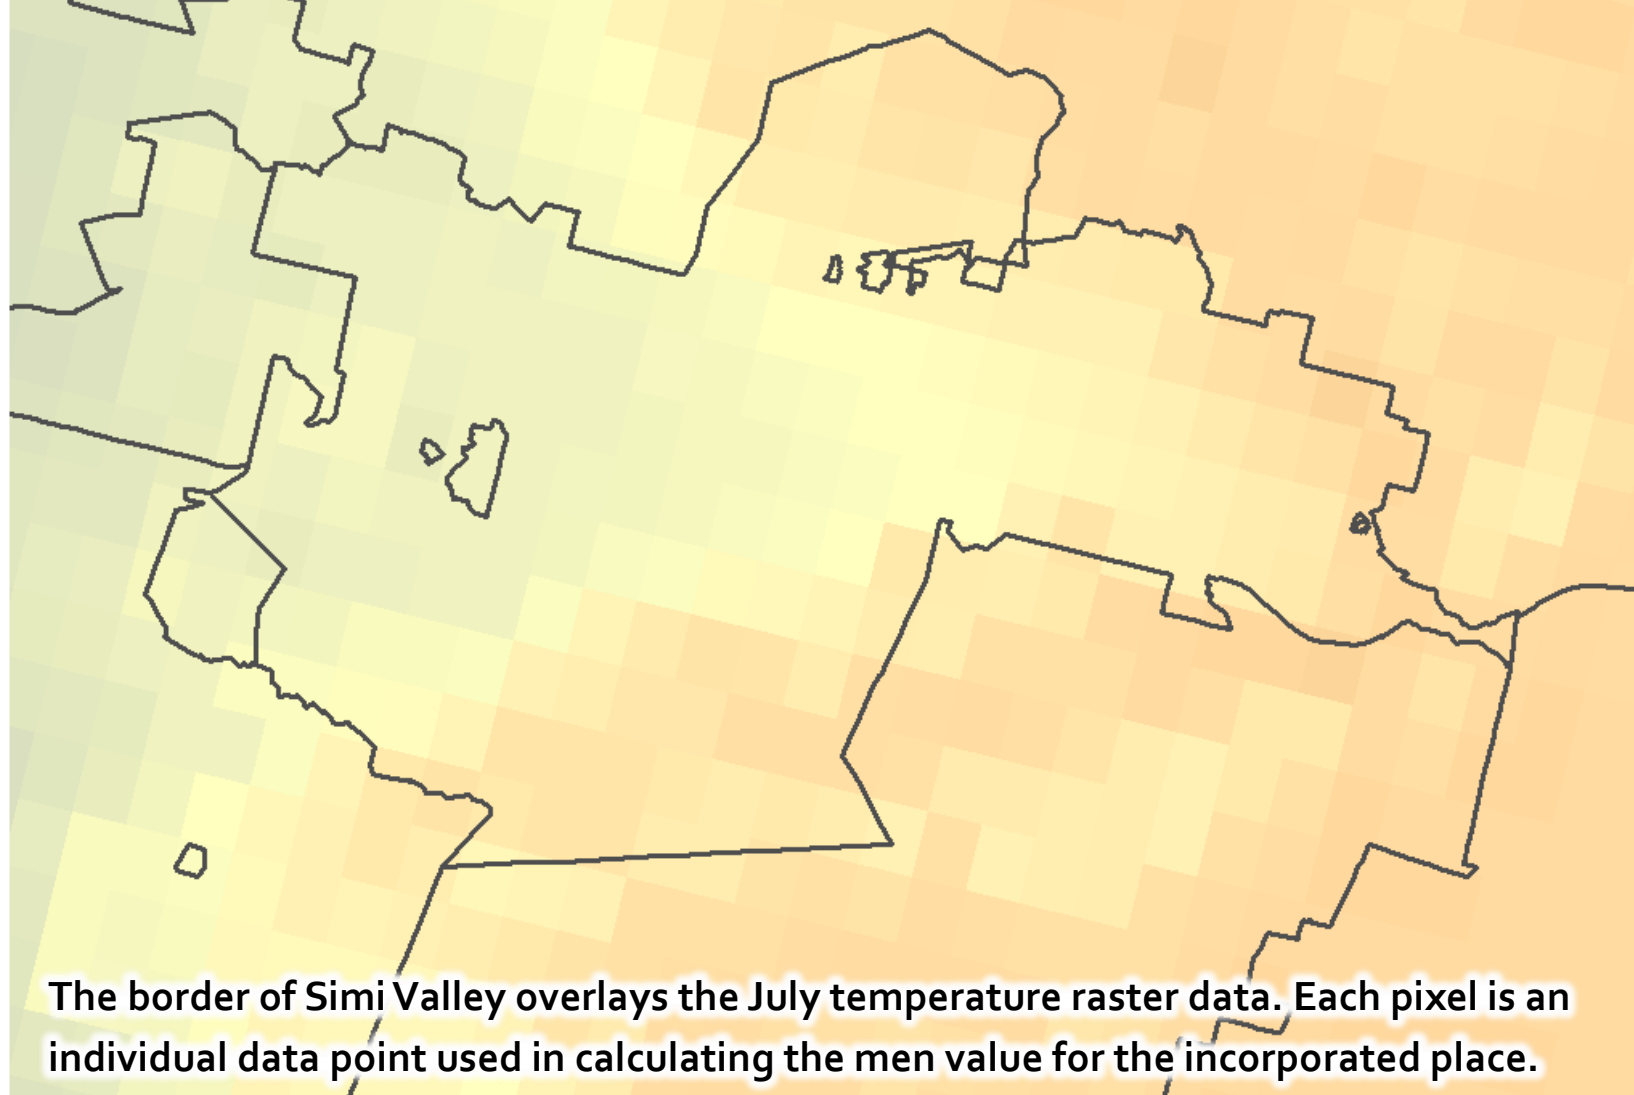 The border of Simi Valley overlays the July temperature raster data. Each pixel is an
individual data point used in calculating the men value for the incorporated place.